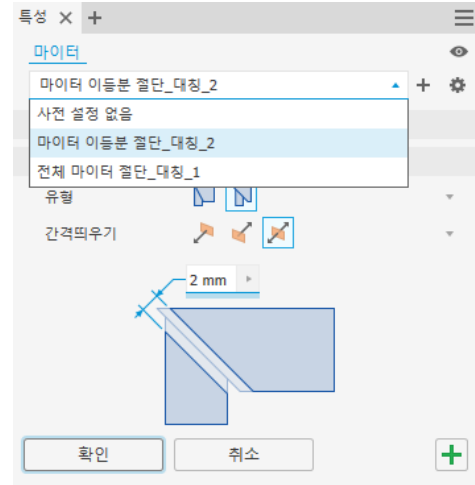 특성 × +
마이터
마이터 이등분 절단_대칭_2
사전 설정 없음
마이터 이등분 절단_대칭_2
전체 마이터 절단_대칭_1
유형
간격띄우기
2 mm
확인 취소